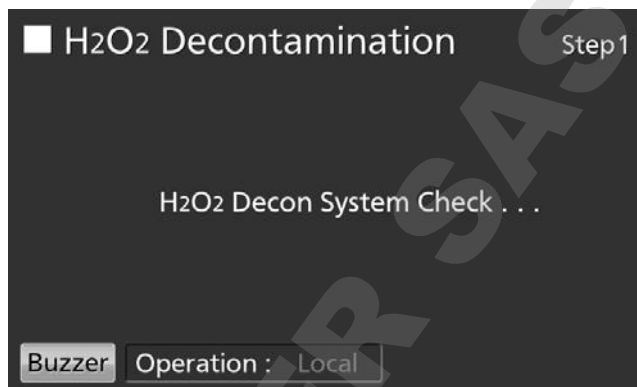 H2O2 Decontamination Step1
H2O2 Decon System Check . . .
Buzzer Operation : Local